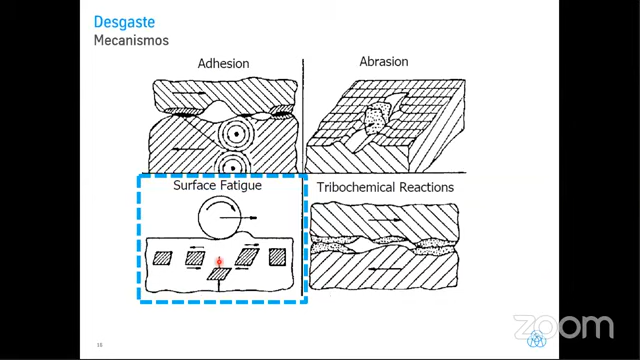 Desgaste
Mecanismos
Adhesion
Abrasion
Surface Fatigue
Tribochemical Reactions
zoom